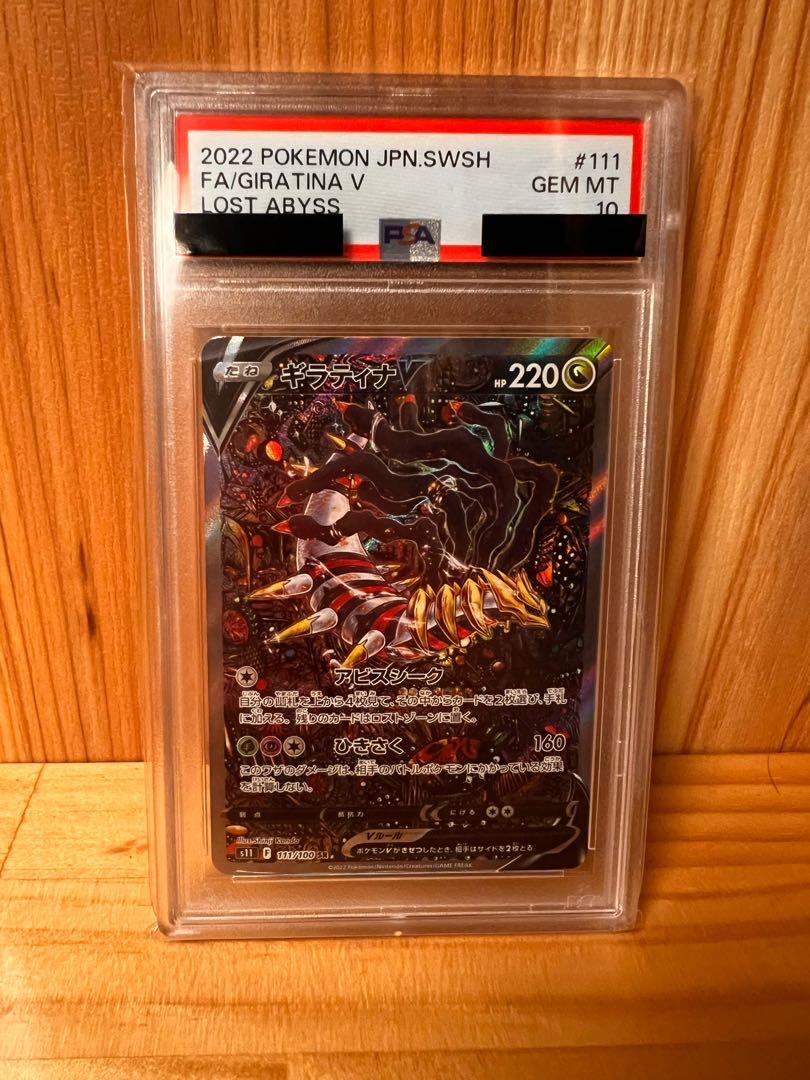 2022 POKEMON JPN.SWSH #111
FA/GIRATINA V GEM MT
LOST ABYSS 10
PSA
たね ギラティナV HP 220
アビスシーク
自分の山札を上から4枚見て、その中からカードを2枚選び、手札
に加える。残りのカードはロストゾーンに置く。
ひきさく 160
このワザのダメージは、相手のバトルポケモンにかかっている効果
を計算しない。
弱点 抵抗力 にげる
Vルール
ポケモンVがきぜつしたとき、相手はサイドを2枚とる。
Illus. Shinji Kanda
s11 F 111/100 SR
©2022 Pokémon/Nintendo/Creatures/GAME FREAK.